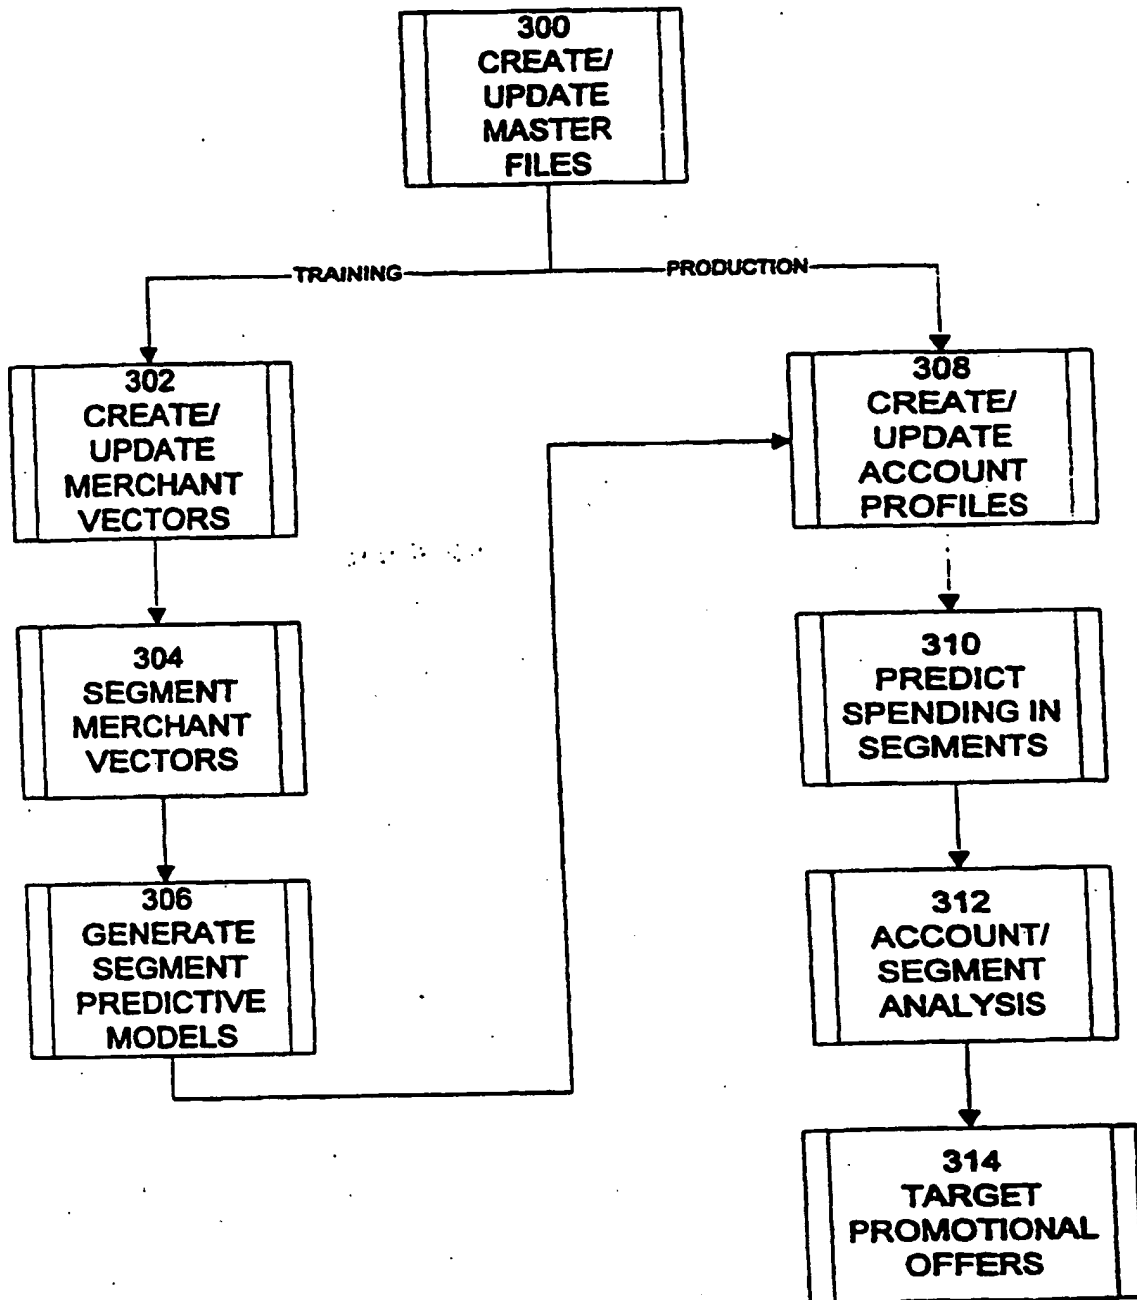 300
CREATE/
UPDATE
MASTER
FILES
TRAINING
PRODUCTION
302
CREATE/
UPDATE
MERCHANT
VECTORS
304
SEGMENT
MERCHANT
VECTORS
306
GENERATE
SEGMENT
PREDICTIVE
MODELS
308
CREATE/
UPDATE
ACCOUNT
PROFILES
310
PREDICT
SPENDING IN
SEGMENTS
312
ACCOUNT/
SEGMENT
ANALYSIS
314
TARGET
PROMOTIONAL
OFFERS